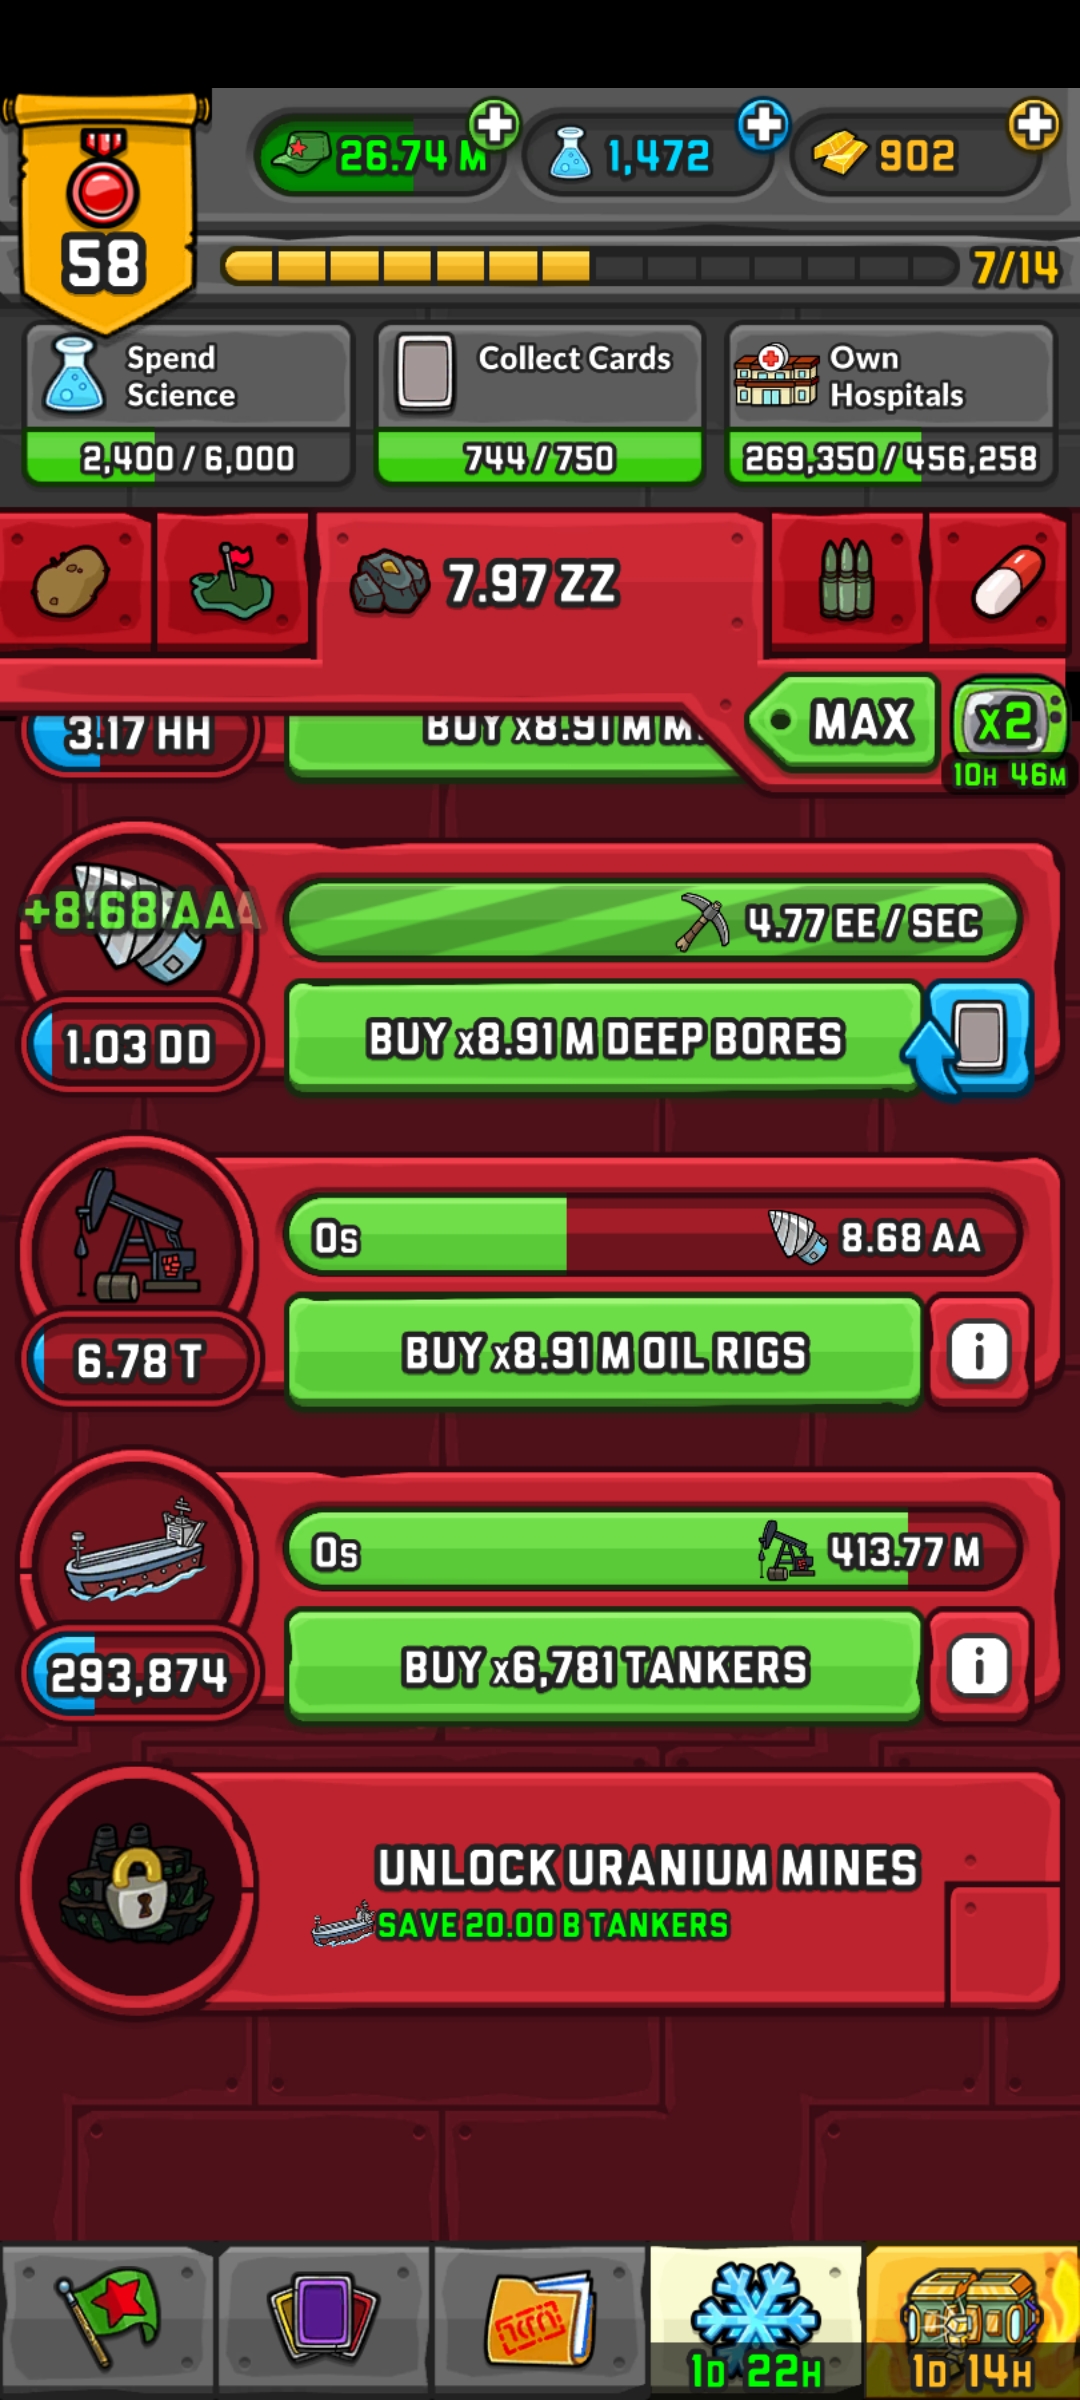 26.74 M
1,472
902
58
7/14
Spend
Science
2,400 / 6,000
Collect Cards
744 / 750
Own
Hospitals
269,350 / 456,258
7.97 ZZ
MAX
x2
10H 46M
3.17 HH
BUY x8.91 M
+8.68 AA
4.77 EE / SEC
1.03 DD
BUY x8.91 M DEEP BORES
0s
8.68 AA
6.78 T
BUY x8.91 M OIL RIGS
i
0s
413.77 M
293,874
BUY x6,781 TANKERS
i
UNLOCK URANIUM MINES
SAVE 20.00 B TANKERS
1D 22H
1D 14H